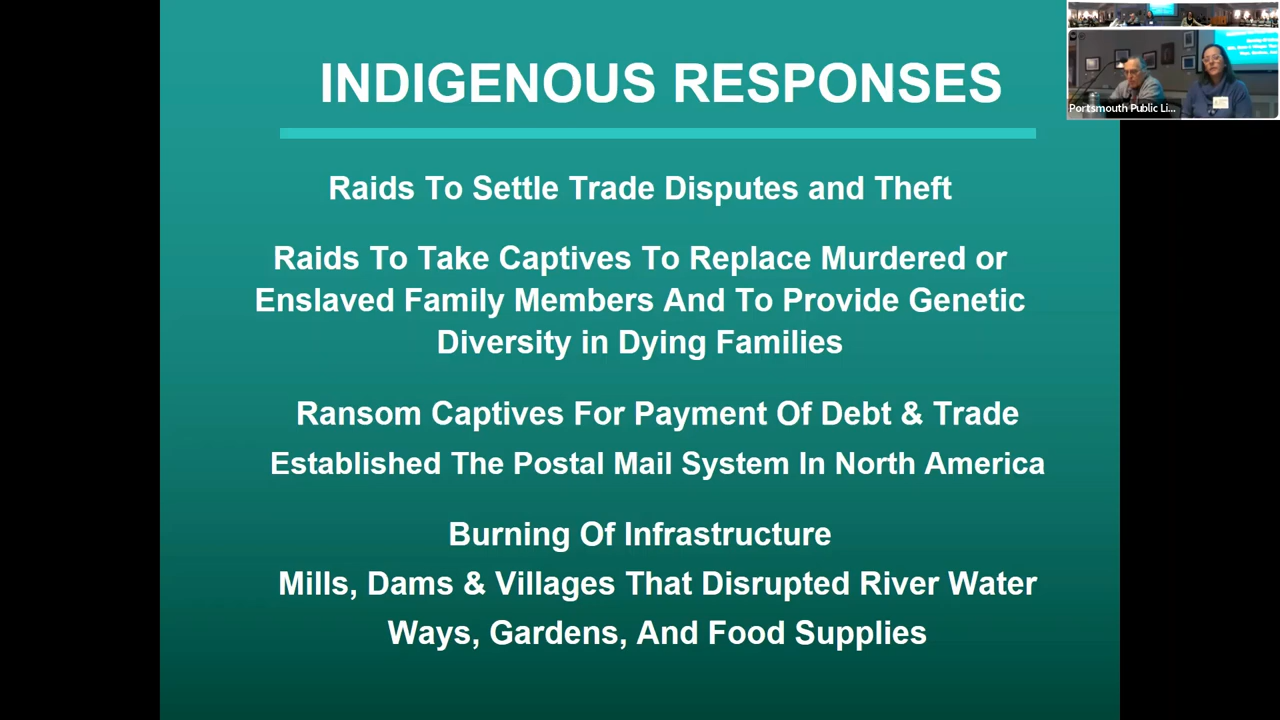 INDIGENOUS RESPONSES
Raids To Settle Trade Disputes and Theft
Raids To Take Captives To Replace Murdered or
Enslaved Family Members And To Provide Genetic
Diversity in Dying Families
Ransom Captives For Payment Of Debt & Trade
Established The Postal Mail System In North America
Burning Of Infrastructure
Mills, Dams & Villages That Disrupted River Water
Ways, Gardens, And Food Supplies
Portsmouth Public Li...